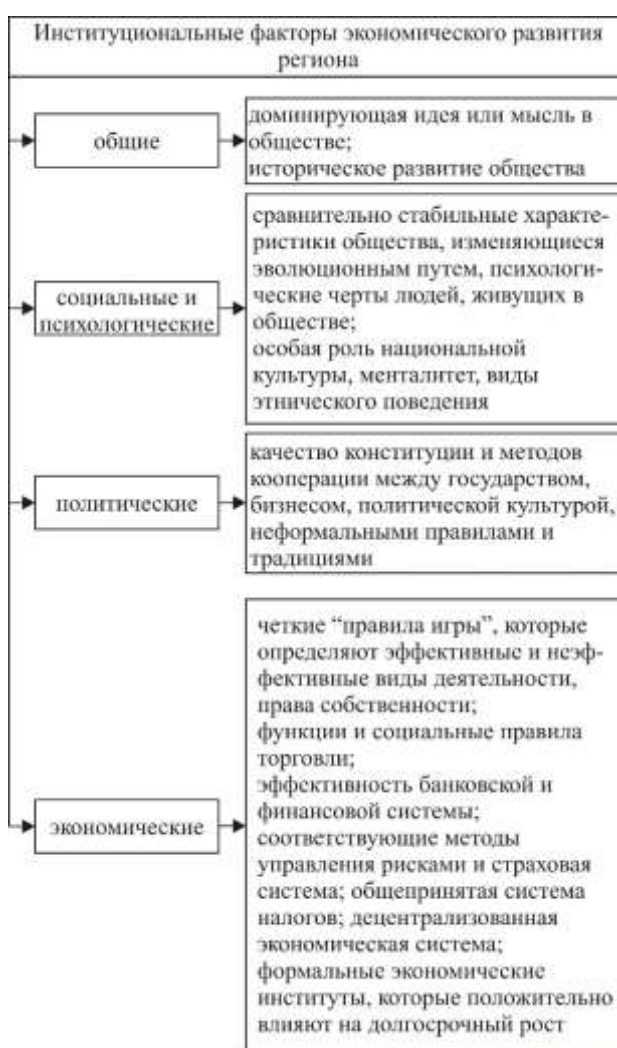 Институциональные факторы экономического развития
региона
общие
доминирующая идея или мысль в
обществе;
историческое развитие общества
социальные и
психологические
сравнительно стабильные характе-
ристики общества, изменяющиеся
эволюционным путем, психологи-
ческие черты людей, живущих в
обществе;
особая роль национальной
культуры, менталитет, виды
этнического поведения
политические
качество конституции и методов
кооперации между государством,
бизнесом, политической культурой,
неформальными правилами и
традициями
экономические
четкие “правила игры”, которые
определяют эффективные и неэф-
фективные виды деятельности,
права собственности;
функции и социальные правила
торговли;
эффективность банковской и
финансовой системы;
соответствующие методы
управления рисками и страховая
система; общепринятая система
налогов; децентрализованная
экономическая система;
формальные экономические
институты, которые положительно
влияют на долгосрочный рост